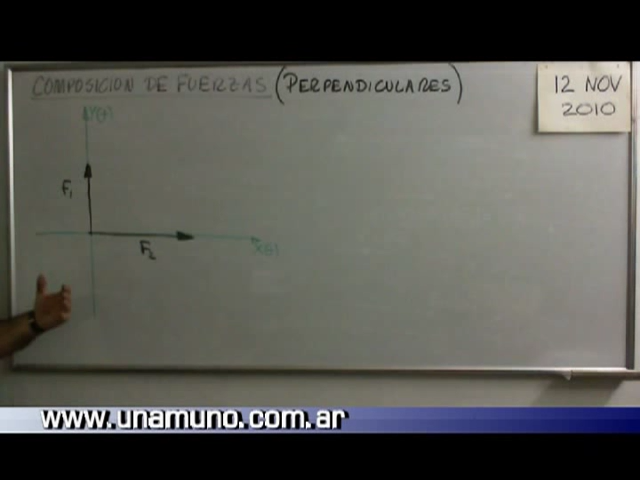 COMPOSICION DE FUERZAS (PERPENDICULARES)
12 NOV
2010
F1
F2
www.unamuno.com.ar